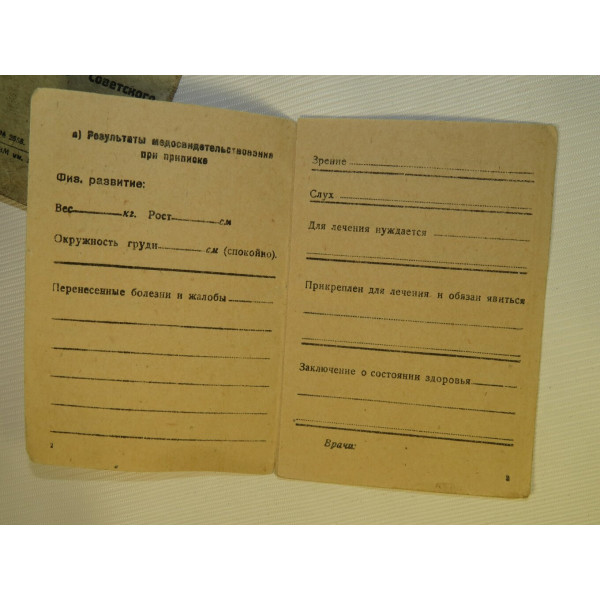 Советского
а) Результаты медосвидетельствования
при приписке
Физ. развитие:
Вес кг. Рост см
Окружность груди см (спокойно).
Перенесенные болезни и жалобы
Зрение
Слух
Для лечения нуждается
Прикреплен для лечения и обязан явиться
Заключение о состоянии здоровья
Врачи: